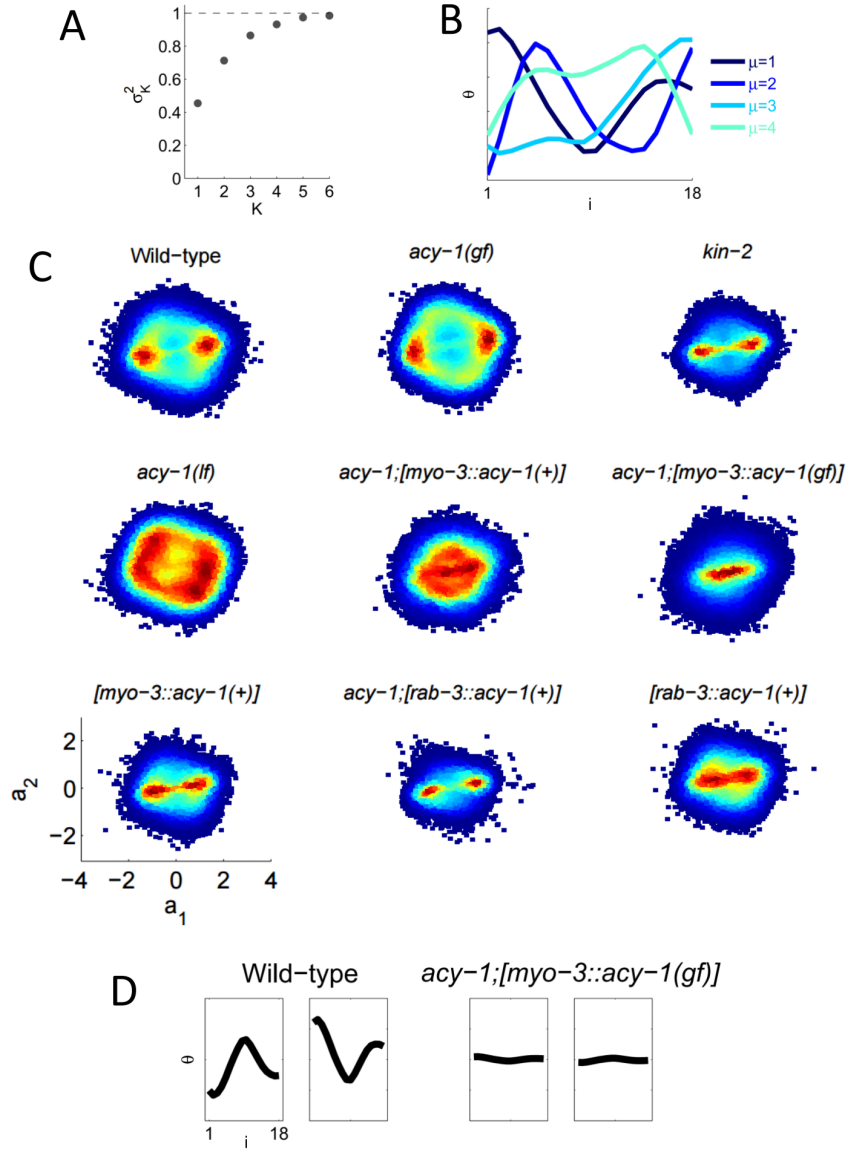 A
σ²_K
1
0.8
0.6
0.4
0.2
0
1 2 3 4 5 6
K
B
θ
1 18
i
μ=1
μ=2
μ=3
μ=4
C
Wild−type acy−1(gf) kin−2
acy−1(lf) acy−1;[myo−3::acy−1(+)] acy−1;[myo−3::acy−1(gf)]
[myo−3::acy−1(+)] acy−1;[rab−3::acy−1(+)] [rab−3::acy−1(+)]
a₂
2
0
−2
−4 −2 0 2 4
a₁
D
Wild−type acy−1;[myo−3::acy−1(gf)]
θ
1 18
i